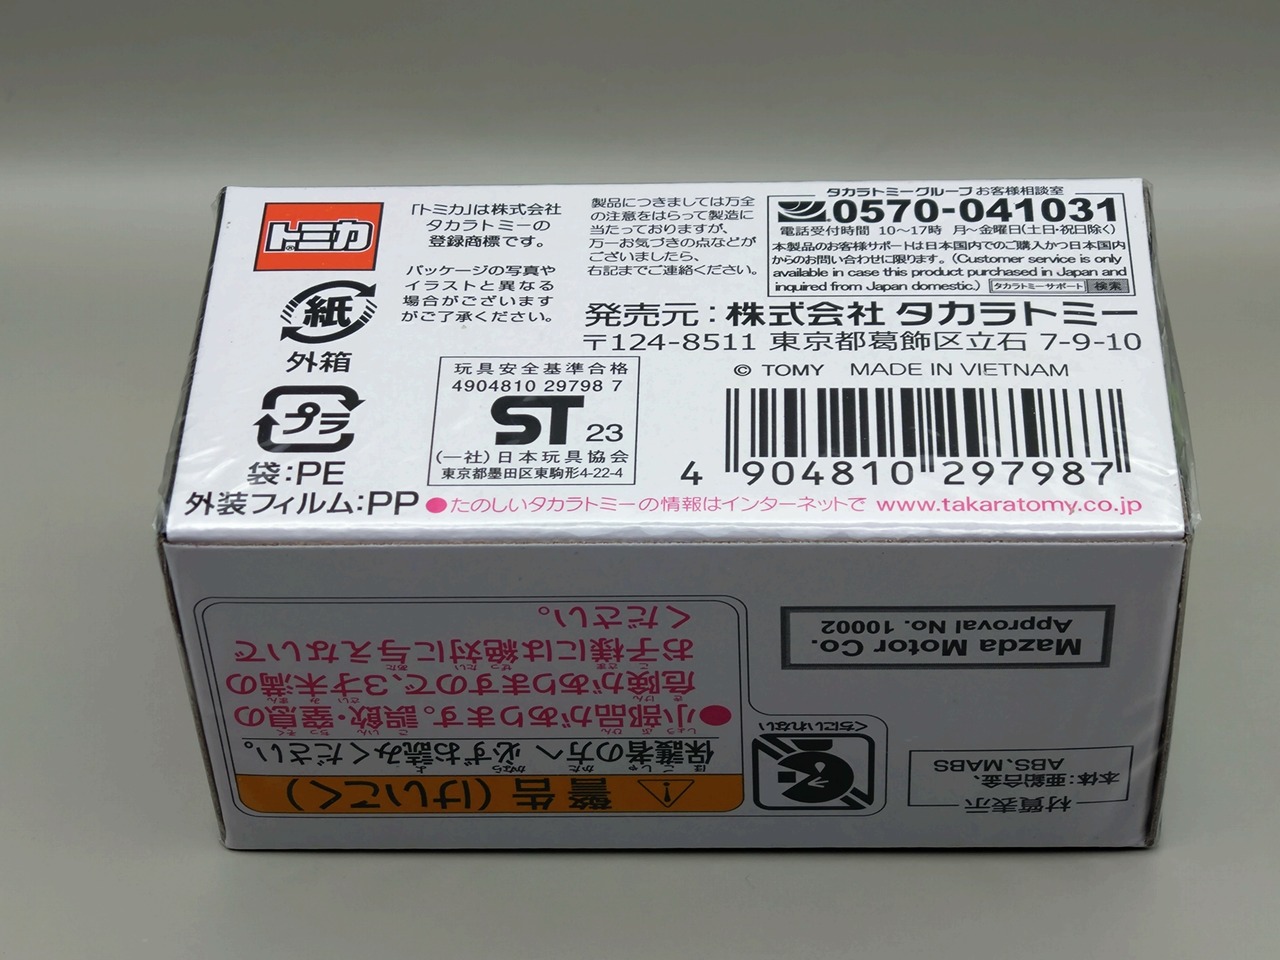 トミカ
紙
外箱
プラ
袋:PE
外装フィルム:PP
「トミカ」は株式会社
タカラトミーの
登録商標です。
パッケージの写真や
イラストと異なる
場合がございます
がご了承ください。
玩具安全基準合格
4904810 29798 7
ST 23
(一社)日本玩具協会
東京都墨田区東駒形4-22-4
製品につきましては万全
の注意をはらって製造に
当たっておりますが、
万一お気づきの点などが
ございましたら、
右記までご連絡ください。
タカラトミーグループお客様相談室
0570-041031
電話受付時間 10〜17時 月〜金曜日(土日・祝日除く)
本製品のお客様サポートは日本国内でのご購入かつ日本国内
からのお問い合わせに限ります。(Customer service is only
available in case this product purchased in Japan and
inquired from Japan domestic.) タカラトミーサポート 検索
発売元:株式会社 タカラトミー
〒124-8511 東京都葛飾区立石 7-9-10
© TOMY MADE IN VIETNAM
4 904810 297987
●たのしいタカラトミーの情報はインターネットで www.takaratomy.co.jp
材質表示
本体:亜鉛合金、
ABS、MABS
くちにいれない
警告(けいこく)
保護者の方へ 必ずお読みください。
●小部品があります。誤飲・窒息の
危険がありますので、3才未満の
お子様には絶対に与えないで
ください。
Mazda Motor Co.
Approval No. 10002